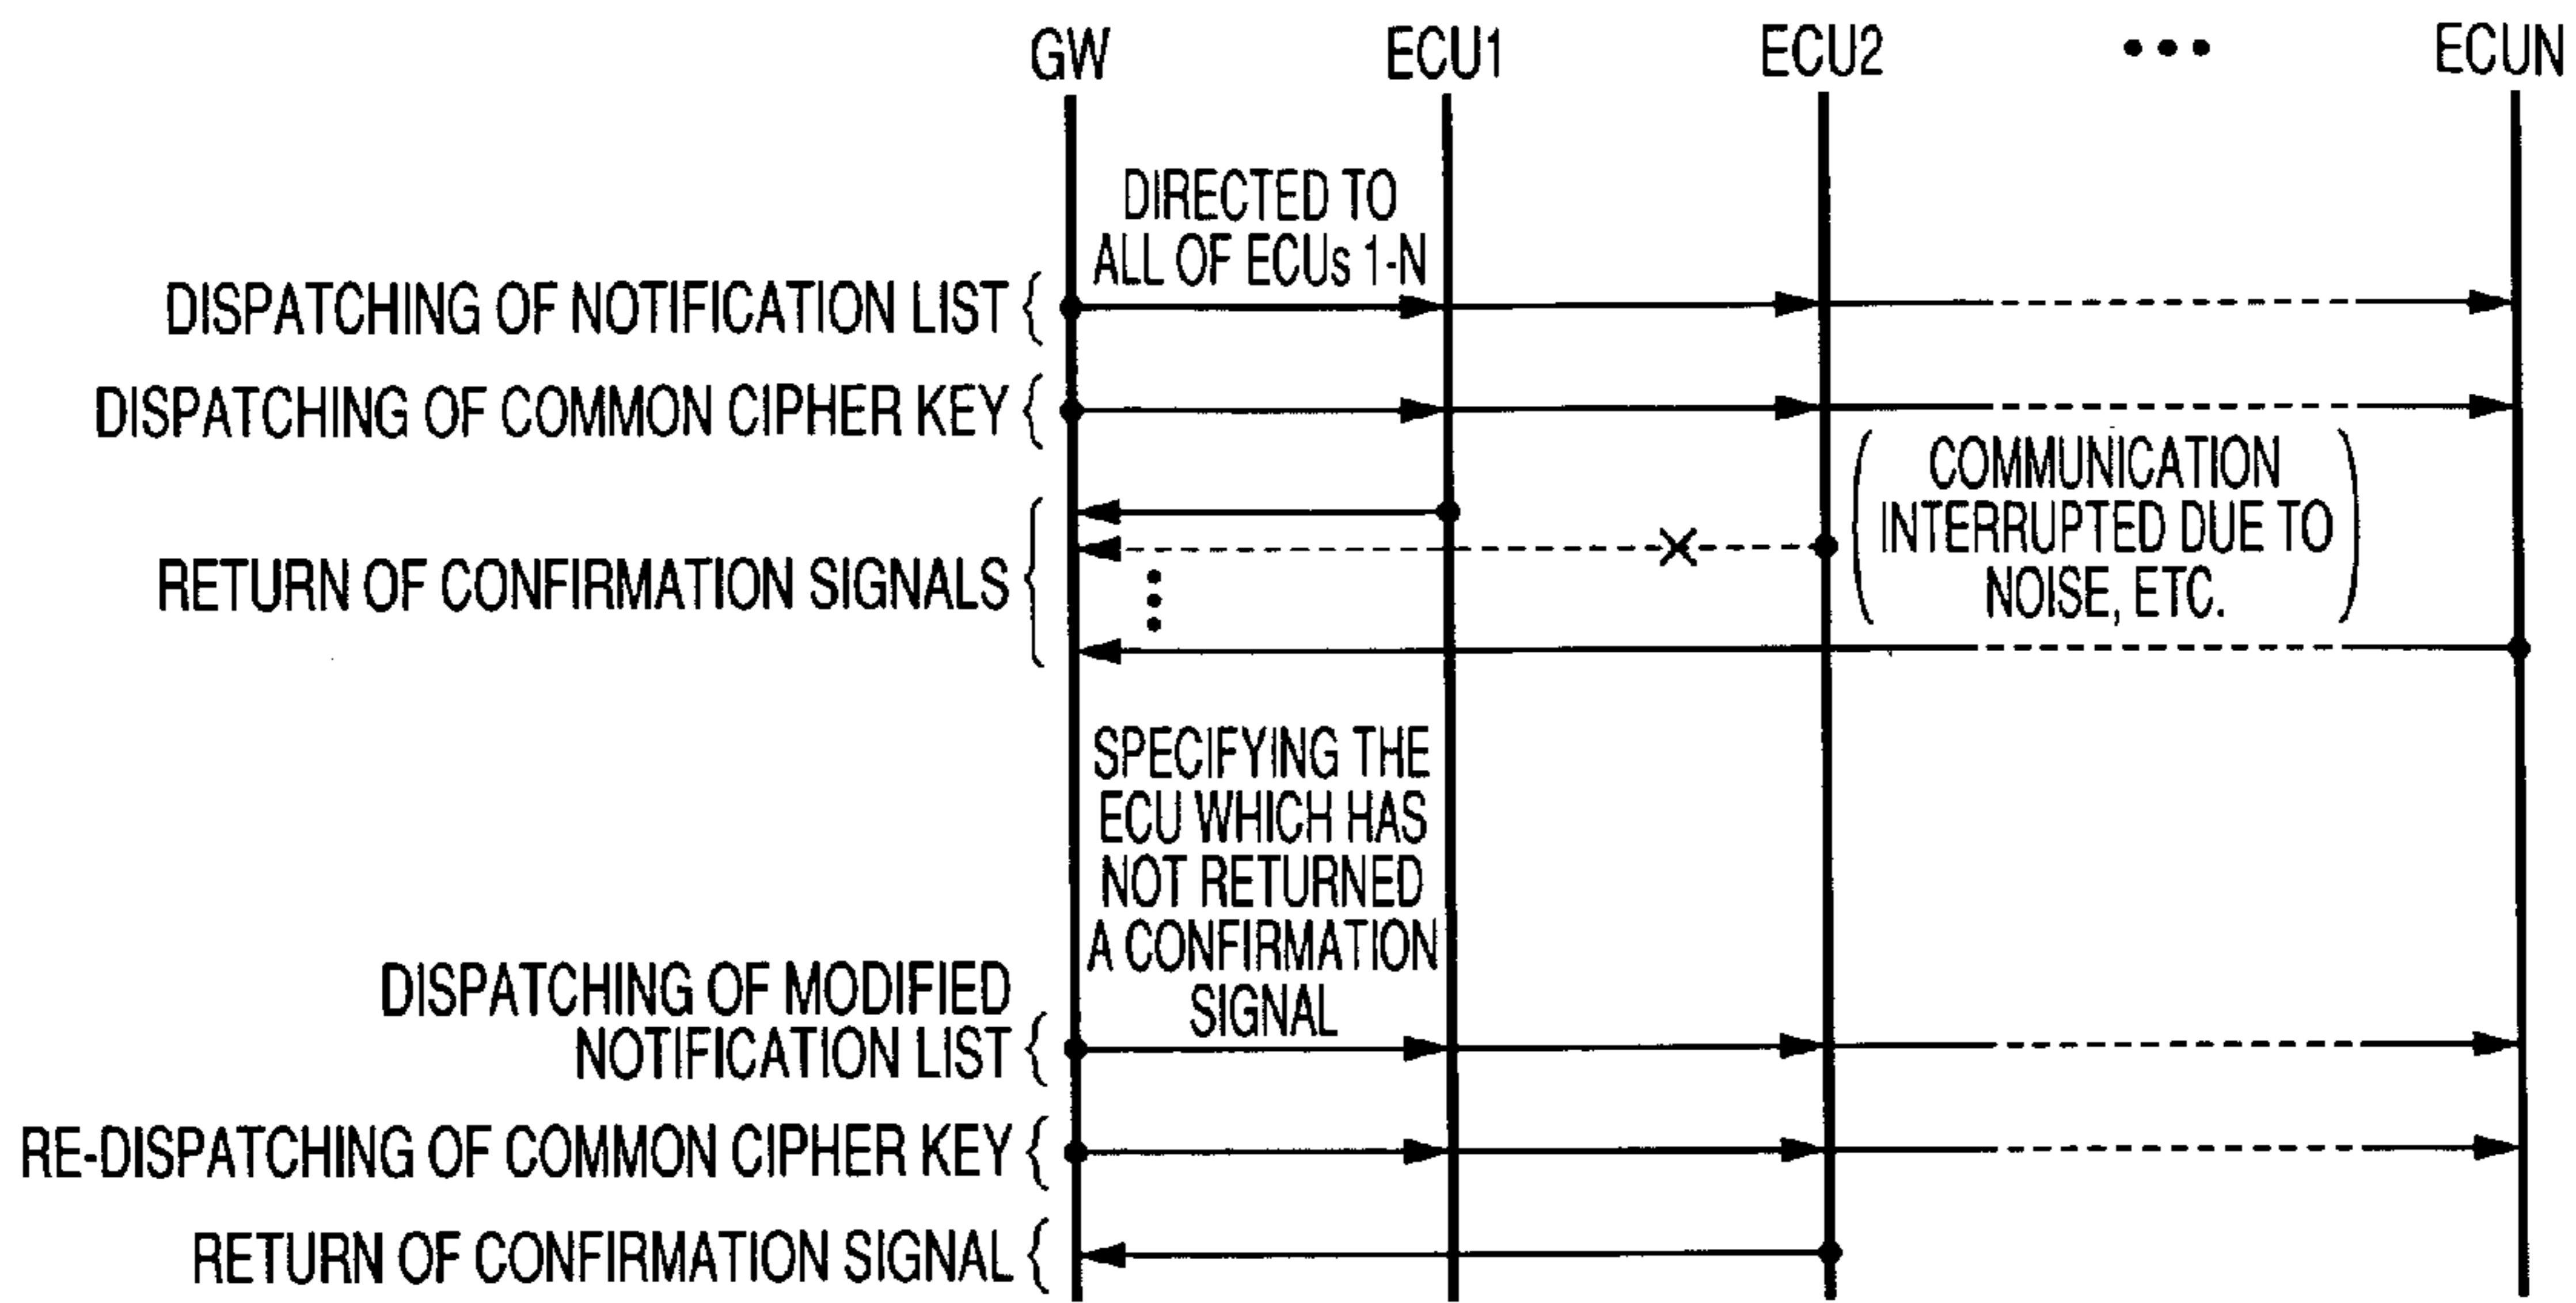 GW ECU1 ECU2 ••• ECUN
DIRECTED TO
ALL OF ECUs 1-N
DISPATCHING OF NOTIFICATION LIST
DISPATCHING OF COMMON CIPHER KEY
COMMUNICATION
INTERRUPTED DUE TO
NOISE, ETC.
RETURN OF CONFIRMATION SIGNALS
SPECIFYING THE
ECU WHICH HAS
NOT RETURNED
A CONFIRMATION
SIGNAL
DISPATCHING OF MODIFIED
NOTIFICATION LIST
RE-DISPATCHING OF COMMON CIPHER KEY
RETURN OF CONFIRMATION SIGNAL